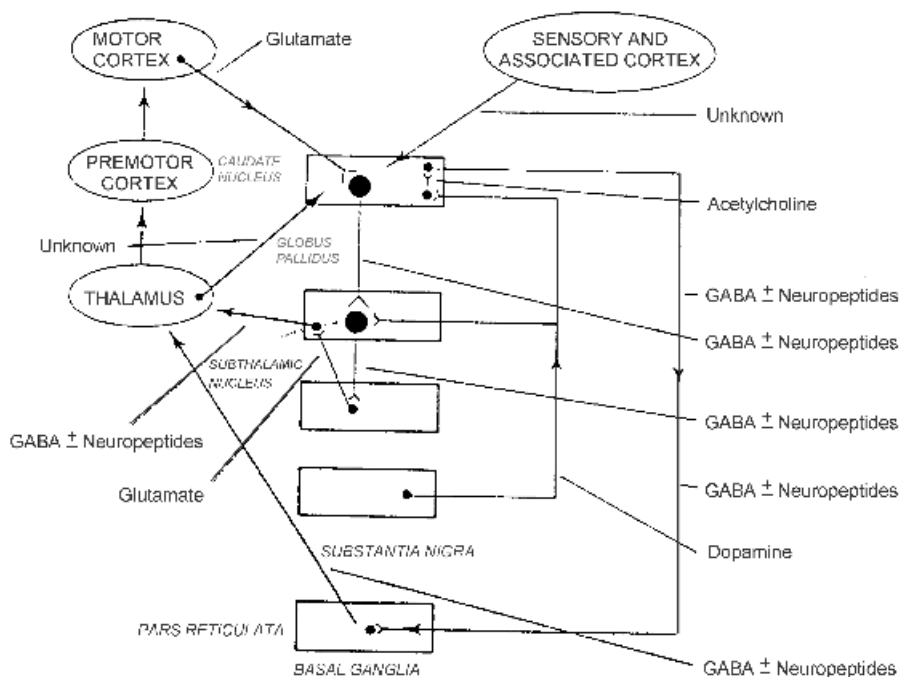 MOTOR
CORTEX
Glutamate
SENSORY AND
ASSOCIATED CORTEX
Unknown
PREMOTOR
CORTEX
CAUDATE
NUCLEUS
Acetylcholine
Unknown
GLOBUS
PALLIDUS
THALAMUS
GABA ± Neuropeptides
GABA ± Neuropeptides
SUBTHALAMIC
NUCLEUS
GABA ± Neuropeptides
GABA ± Neuropeptides
Glutamate
GABA ± Neuropeptides
SUBSTANTIA NIGRA
Dopamine
PARS RETICULATA
BASAL GANGLIA
GABA ± Neuropeptides